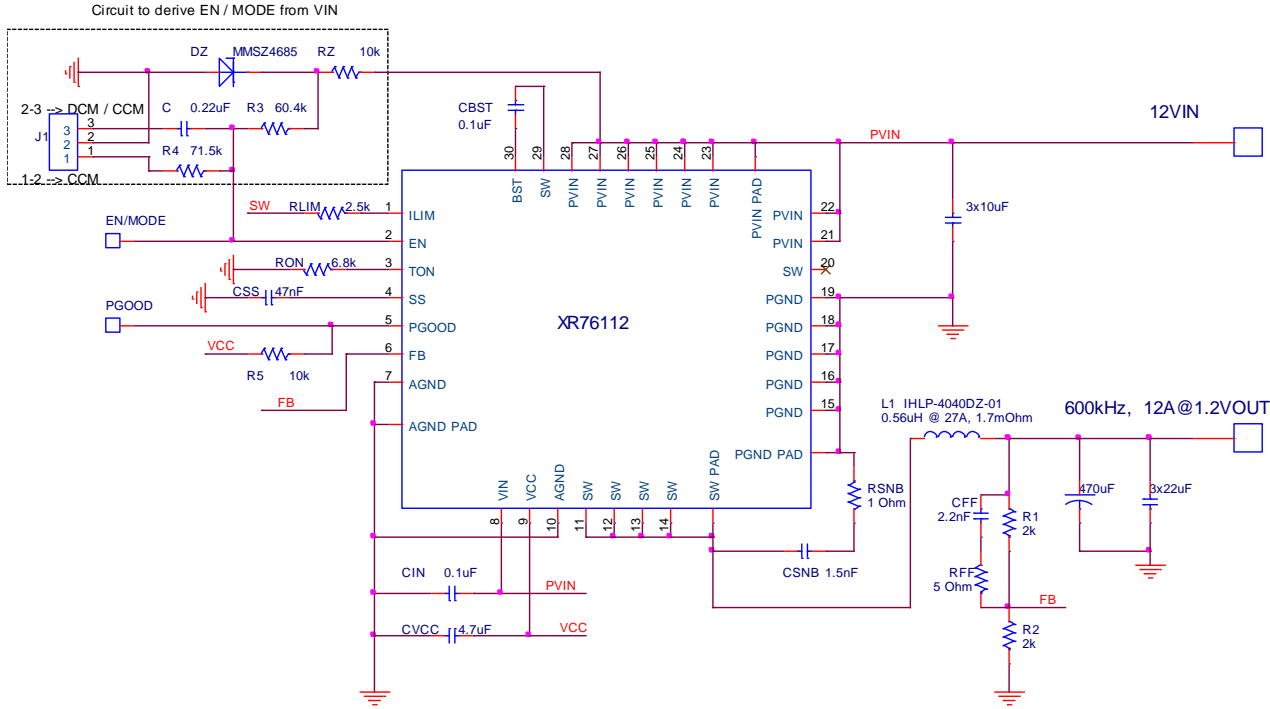 Circuit to derive EN / MODE from VIN
DZ MMSZ4685 RZ 10k
2-3 --> DCM / CCM
C 0.22uF R3 60.4k
J1
3
2
1
3
2
1
R4 71.5k
1-2 --> CCM
CBST
0.1uF
12VIN
PVIN
30 29 28 27 26 25 24 23
BST SW PVIN PVIN PVIN PVIN PVIN PVIN PVIN PAD
SW RLIM 2.5k 1 ILIM
EN/MODE 2 EN
RON 6.8k 3 TON
CSS 47nF 4 SS
PGOOD 5 PGOOD
VCC R5 10k
6 FB
FB
7 AGND
AGND PAD
XR76112
PVIN 22
PVIN 21
SW 20
PGND 19
PGND 18
PGND 17
PGND 16
PGND 15
PGND PAD
3x10uF
VIN VCC AGND SW SW SW SW SW PAD
8 9 10 11 12 13 14
L1 IHLP-4040DZ-01
0.56uH @ 27A, 1.7mOhm
600kHz, 12A@1.2VOUT
RSNB
1 Ohm
CSNB 1.5nF
CFF
2.2nF
R1
2k
470uF
3x22uF
RFF
5 Ohm
FB
R2
2k
CIN 0.1uF PVIN
CVCC 4.7uF VCC